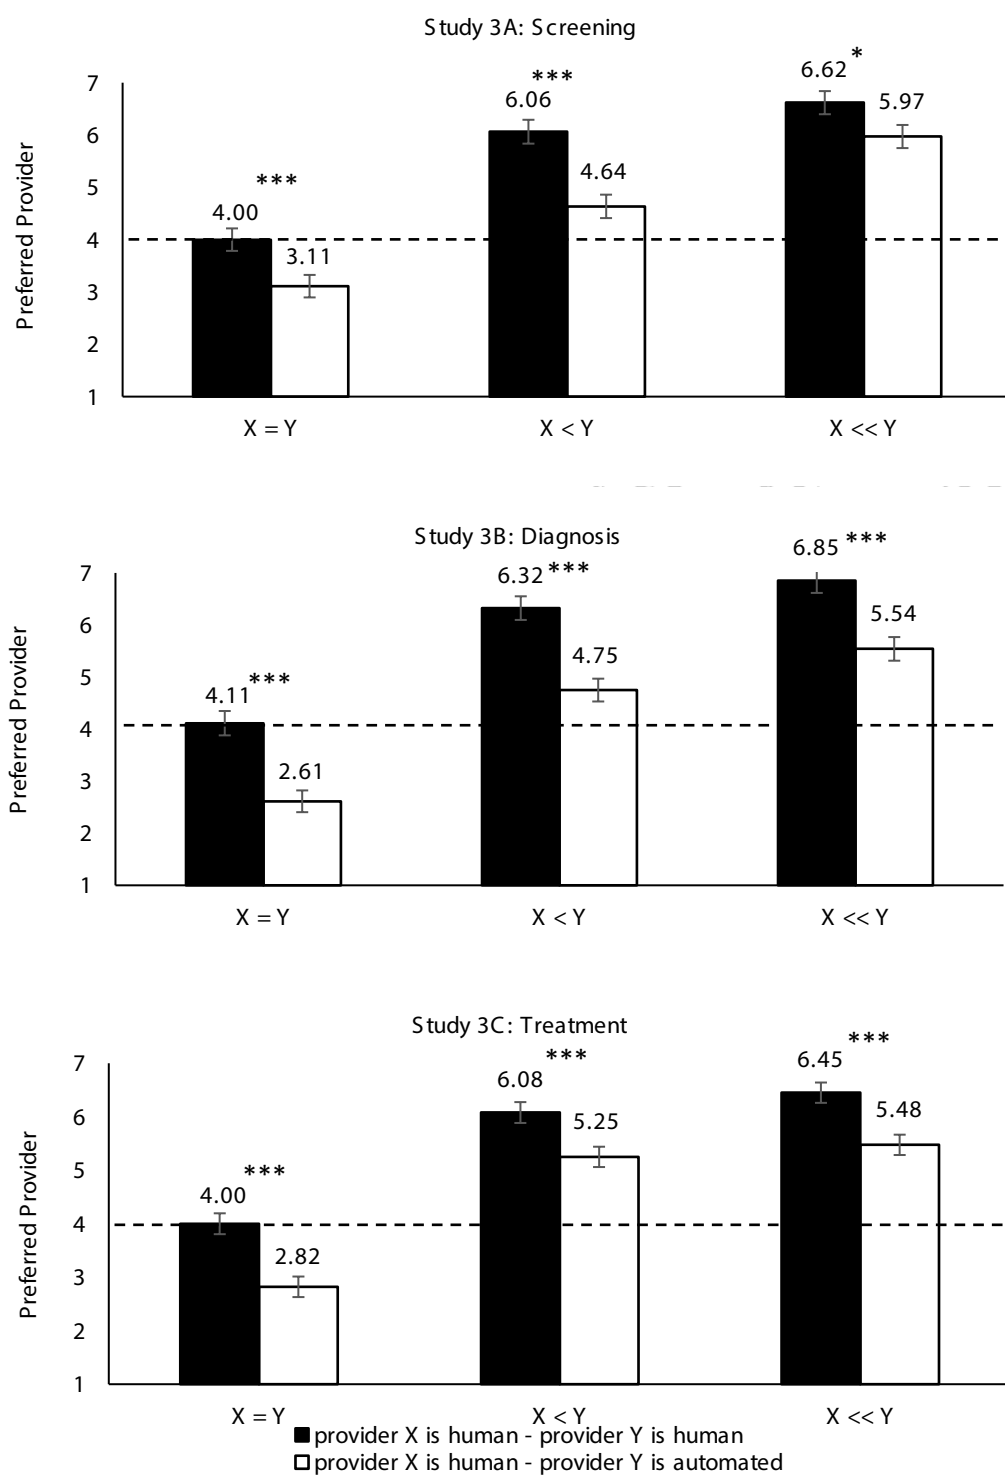 Study 3A: Screening
Preferred Provider
7
6
5
4
3
2
1
4.00
***
3.11
6.06
***
4.64
6.62
*
5.97
X = Y
X < Y
X << Y
Study 3B: Diagnosis
Preferred Provider
7
6
5
4
3
2
1
4.11
***
2.61
6.32
***
4.75
6.85
***
5.54
X = Y
X < Y
X << Y
Study 3C: Treatment
Preferred Provider
7
6
5
4
3
2
1
4.00
***
2.82
6.08
***
5.25
6.45
***
5.48
X = Y
X < Y
X << Y
provider X is human - provider Y is human
provider X is human - provider Y is automated